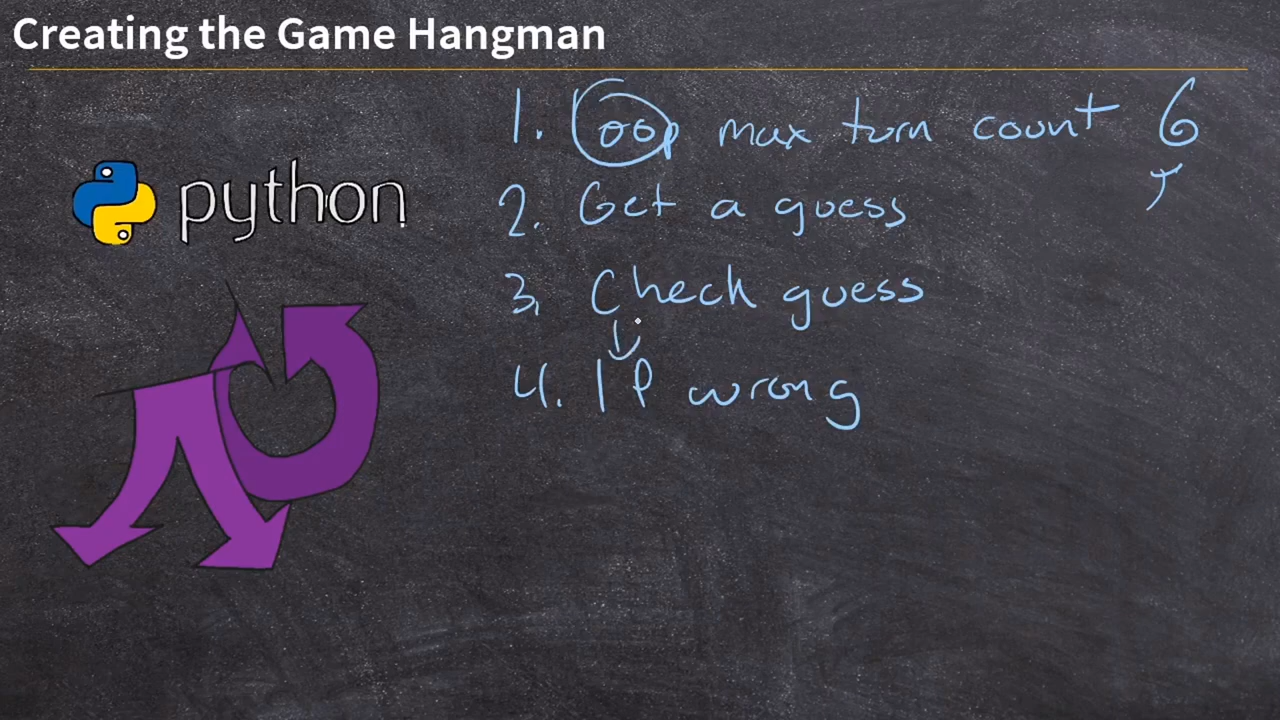 Creating the Game Hangman
python
1. Loop max turn count 6
2. Get a guess
3. Check guess
4. If wrong